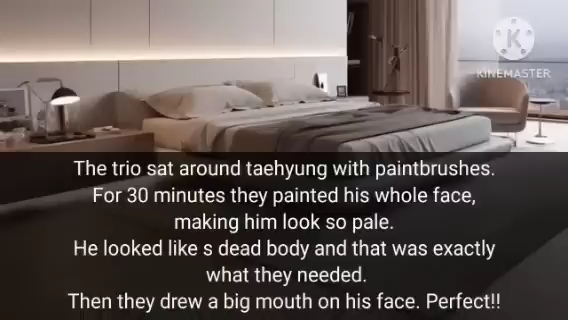 KINEMASTER
The trio sat around taehyung with paintbrushes.
For 30 minutes they painted his whole face,
making him look so pale.
He looked like s dead body and that was exactly
what they needed.
Then they drew a big mouth on his face. Perfect!!